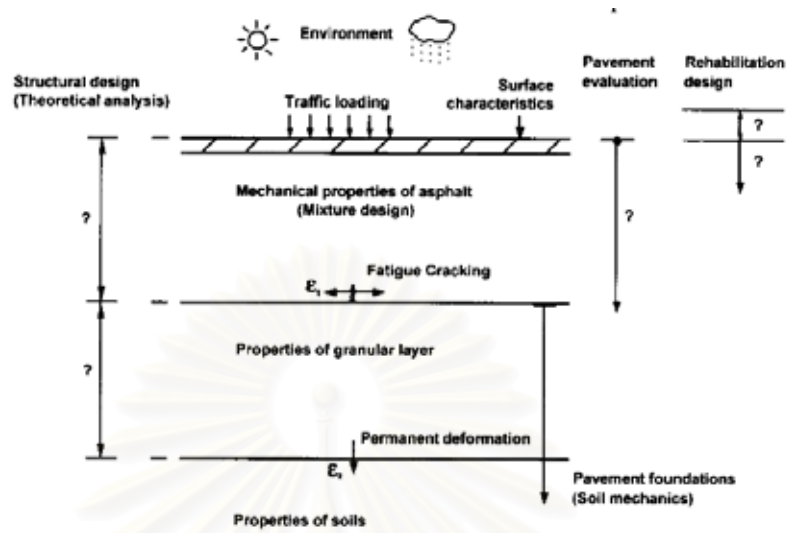 Environment
Structural design
(Theoretical analysis)
Traffic loading
Surface
characteristics
Pavement
evaluation
Rehabilitation
design
?
?
Mechanical properties of asphalt
(Mixture design)
?
?
Fatigue Cracking
εt
Properties of granular layer
?
Permanent deformation
Pavement foundations
(Soil mechanics)
Properties of soils